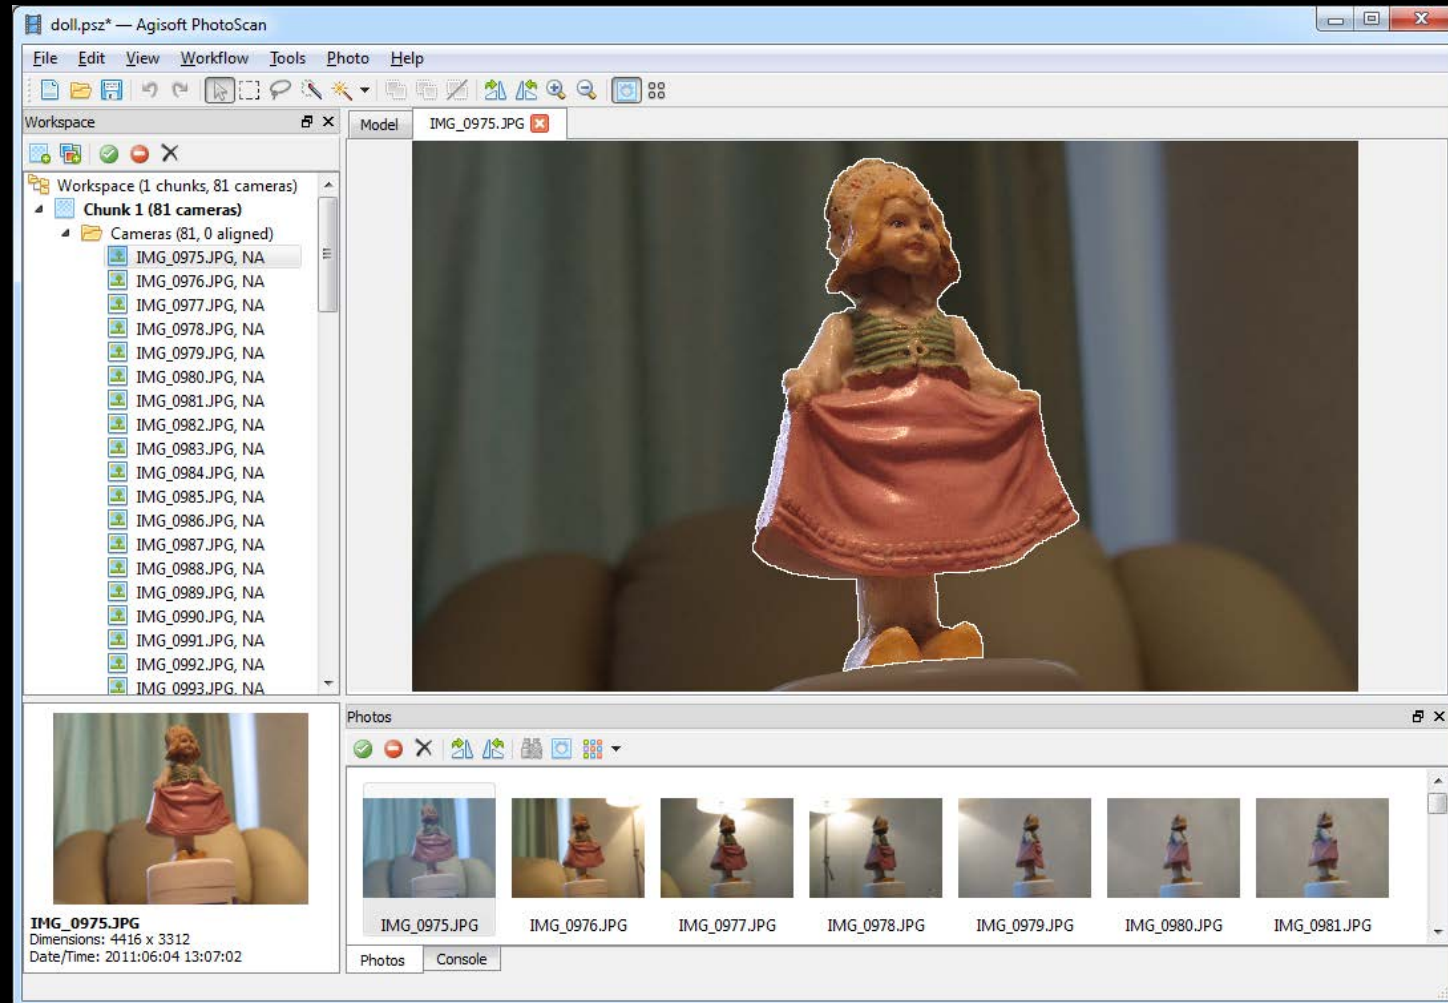 doll.psz* — Agisoft PhotoScan
File Edit View Workflow Tools Photo Help
Workspace
Model IMG_0975.JPG
Workspace (1 chunks, 81 cameras)
Chunk 1 (81 cameras)
Cameras (81, 0 aligned)
IMG_0975.JPG, NA
IMG_0976.JPG, NA
IMG_0977.JPG, NA
IMG_0978.JPG, NA
IMG_0979.JPG, NA
IMG_0980.JPG, NA
IMG_0981.JPG, NA
IMG_0982.JPG, NA
IMG_0983.JPG, NA
IMG_0984.JPG, NA
IMG_0985.JPG, NA
IMG_0986.JPG, NA
IMG_0987.JPG, NA
IMG_0988.JPG, NA
IMG_0989.JPG, NA
IMG_0990.JPG, NA
IMG_0991.JPG, NA
IMG_0992.JPG, NA
IMG_0993.JPG, NA
IMG_0975.JPG
Dimensions: 4416 x 3312
Date/Time: 2011:06:04 13:07:02
Photos
IMG_0975.JPG IMG_0976.JPG IMG_0977.JPG IMG_0978.JPG IMG_0979.JPG IMG_0980.JPG IMG_0981.JPG
Photos Console